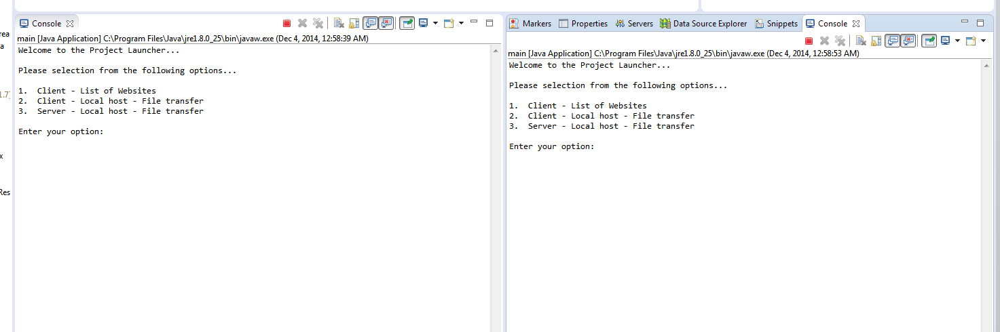 rea
a
1.7]
x
Res
Console
main [Java Application] C:\Program Files\Java\jre1.8.0_25\bin\javaw.exe (Dec 4, 2014, 12:58:39 AM)
Welcome to the Project Launcher...
Please selection from the following options...
1.  Client - List of Websites
2.  Client - Local host - File transfer
3.  Server - Local host - File transfer
Enter your option:
Markers Properties Servers Data Source Explorer Snippets Console
main [Java Application] C:\Program Files\Java\jre1.8.0_25\bin\javaw.exe (Dec 4, 2014, 12:58:53 AM)
Welcome to the Project Launcher...
Please selection from the following options...
1.  Client - List of Websites
2.  Client - Local host - File transfer
3.  Server - Local host - File transfer
Enter your option: